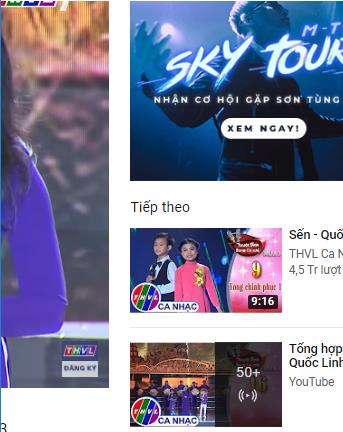 THVL
ĐĂNG KÝ
M-T
SKY TOUR
NHẬN CƠ HỘI GẶP SƠN TÙNG
XEM NGAY!
Tiếp theo
9
Tổng chinh phục 1
9:16
THVL
CA NHẠC
Sến - Quố
THVL Ca N
4,5 Tr lượt
50+
THVL
CA NHẠC
Tổng hợp
Quốc Linh
YouTube